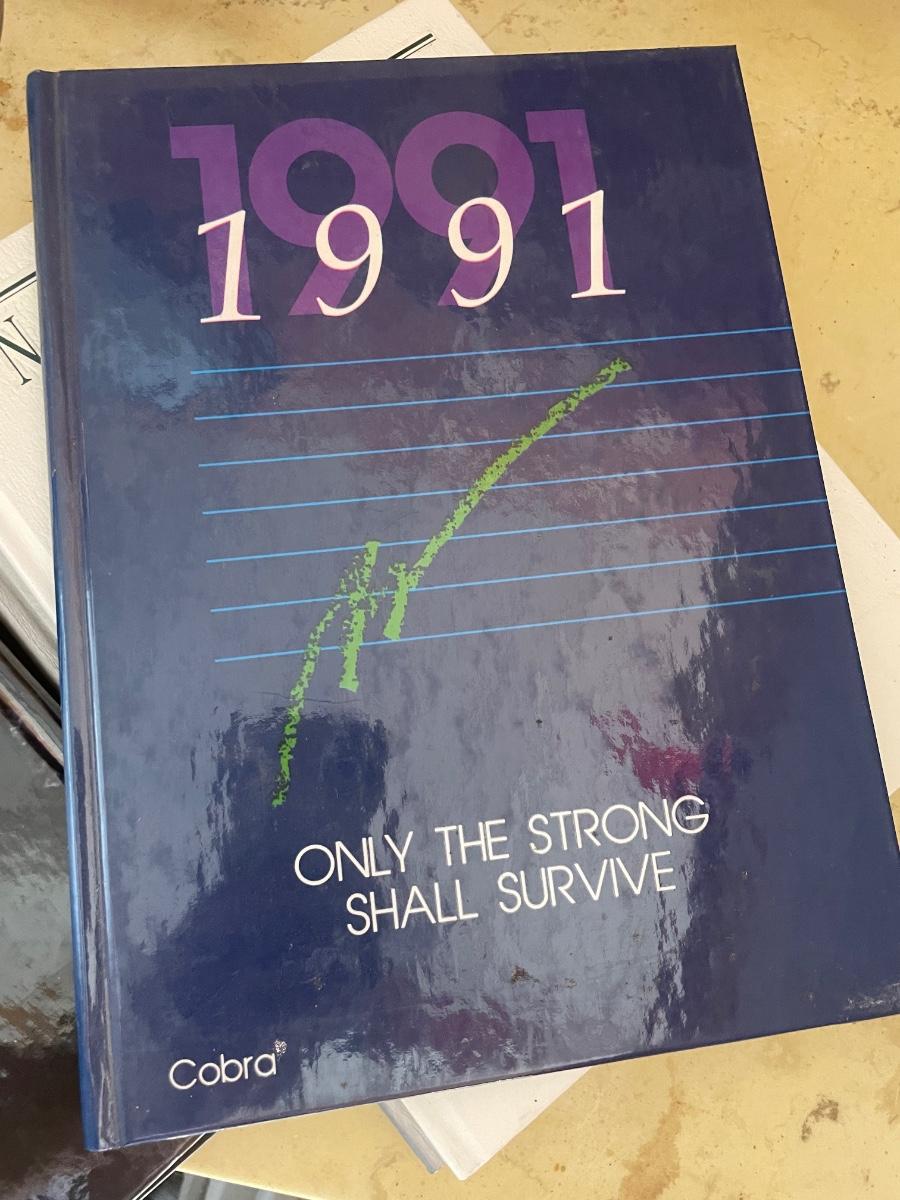 1991
1991
ONLY THE STRONG
SHALL SURVIVE
Cobra
N